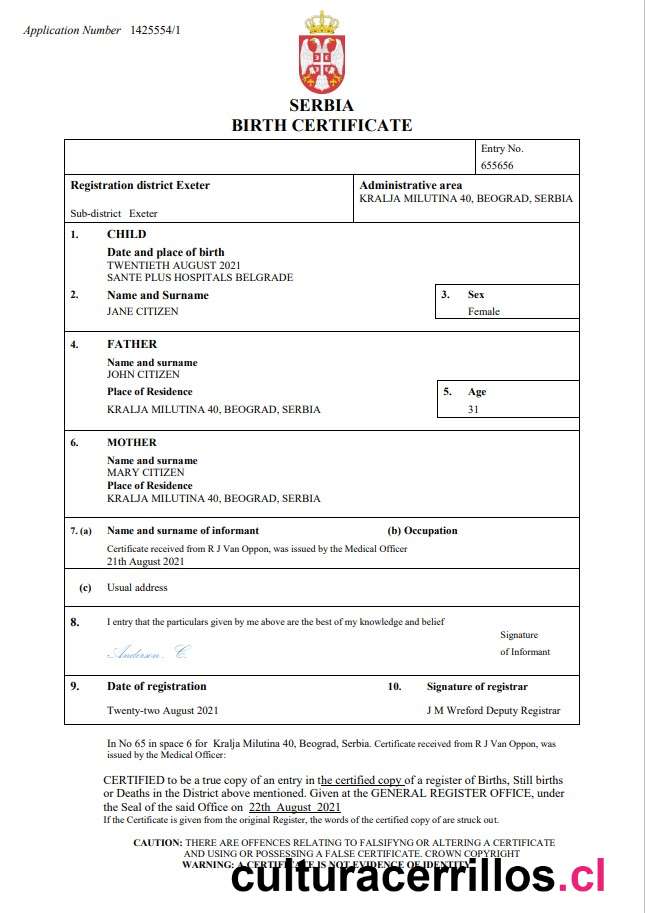 Application Number 1425554/1
SERBIA
BIRTH CERTIFICATE
Entry No.
655656
Registration district Exeter
Sub-district Exeter
Administrative area
KRALJA MILUTINA 40, BEOGRAD, SERBIA
1. CHILD
Date and place of birth
TWENTIETH AUGUST 2021
SANTE PLUS HOSPITALS BELGRADE
2. Name and Surname
JANE CITIZEN
3. Sex
Female
4. FATHER
Name and surname
JOHN CITIZEN
Place of Residence
KRALJA MILUTINA 40, BEOGRAD, SERBIA
5. Age
31
6. MOTHER
Name and surname
MARY CITIZEN
Place of Residence
KRALJA MILUTINA 40, BEOGRAD, SERBIA
7. (a) Name and surname of informant (b) Occupation
Certificate received from R J Van Oppon, was issued by the Medical Officer
21th August 2021
(c) Usual address
8. I entry that the particulars given by me above are the best of my knowledge and belief
Anderson . C.
Signature
of Informant
9. Date of registration 10. Signature of registrar
Twenty-two August 2021 J M Wreford Deputy Registrar
In No 65 in space 6 for Kralja Milutina 40, Beograd, Serbia. Certificate received from R J Van Oppon, was
issued by the Medical Officer:
CERTIFIED to be a true copy of an entry in the certified copy of a register of Births, Still births
or Deaths in the District above mentioned. Given at the GENERAL REGISTER OFFICE, under
the Seal of the said Office on 22th August 2021
If the Certificate is given from the original Register, the words of the certified copy of are struck out.
CAUTION: THERE ARE OFFENCES RELATING TO FALSIFYNG OR ALTERING A CERTIFICATE
AND USING OR POSSESSING A FALSE CERTIFICATE. CROWN COPYRIGHT
WARNING: A CERTIFICATE IS NOT EVIDENCE OF IDENTITY
culturacerrillos.cl